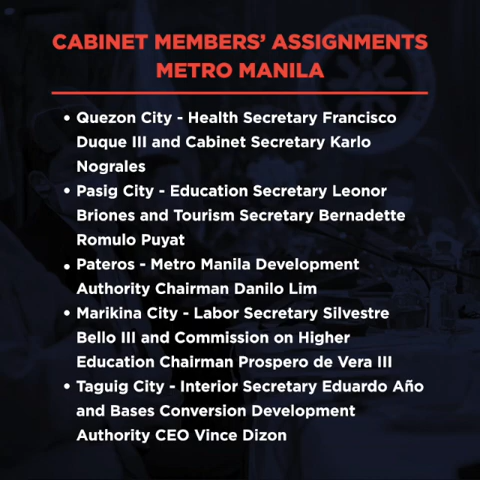 CABINET MEMBERS' ASSIGNMENTS
METRO MANILA
• Quezon City - Health Secretary Francisco
Duque III and Cabinet Secretary Karlo
Nograles
• Pasig City - Education Secretary Leonor
Briones and Tourism Secretary Bernadette
Romulo Puyat
• Pateros - Metro Manila Development
Authority Chairman Danilo Lim
• Marikina City - Labor Secretary Silvestre
Bello III and Commission on Higher
Education Chairman Prospero de Vera III
• Taguig City - Interior Secretary Eduardo Año
and Bases Conversion Development
Authority CEO Vince Dizon